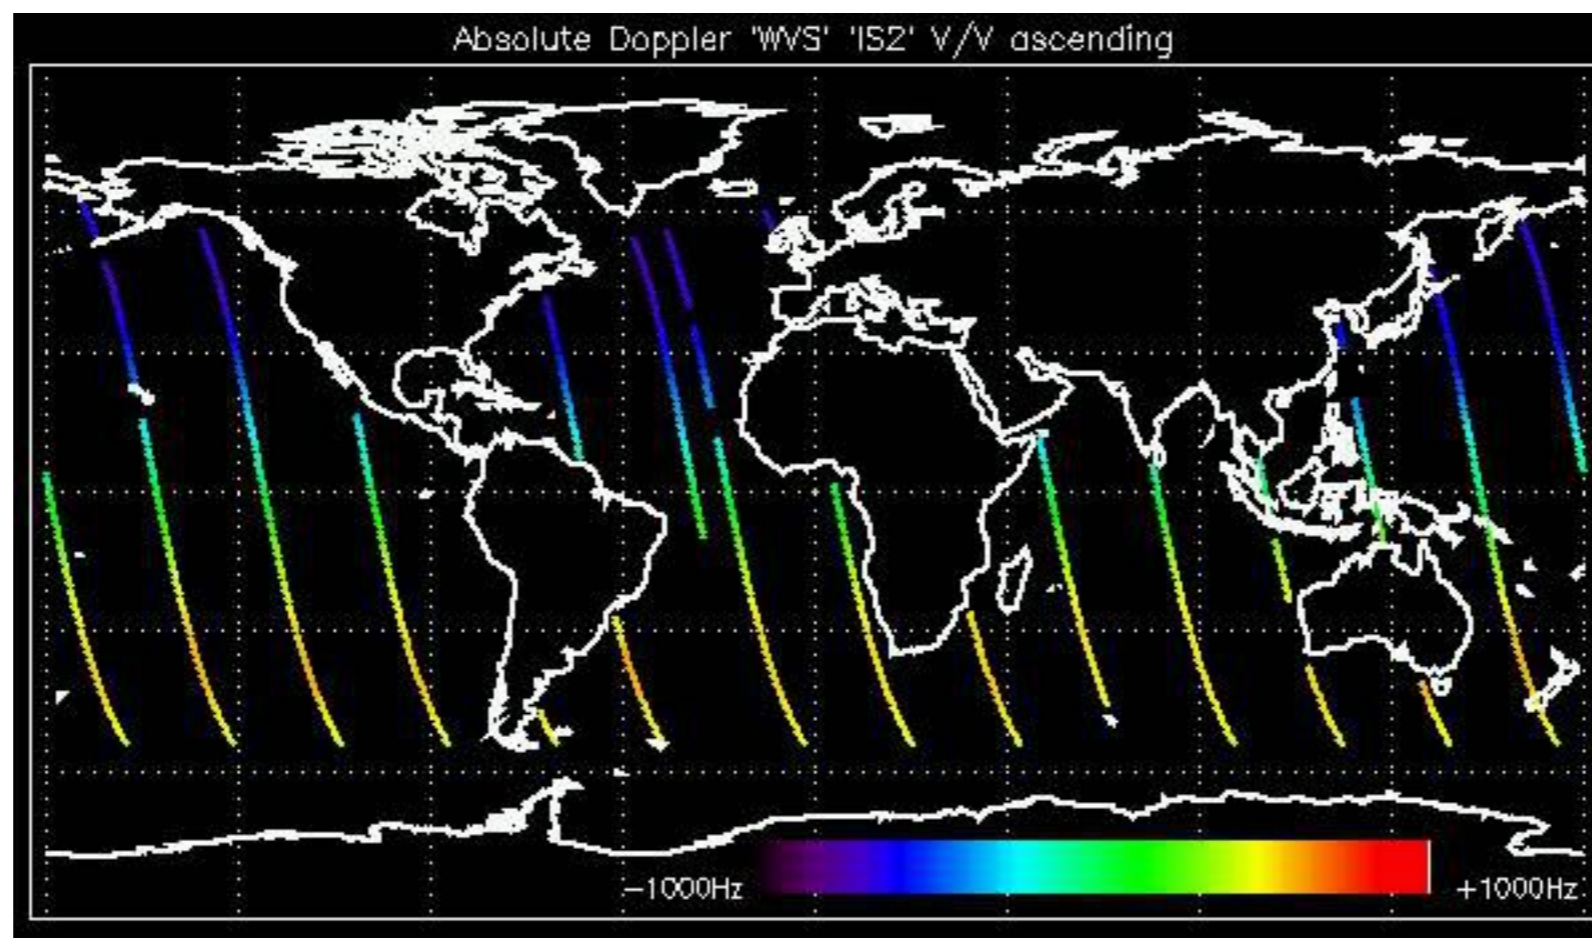 Absolute Doppler 'WVS' 'IS2' V/V ascending
-1000Hz +1000Hz